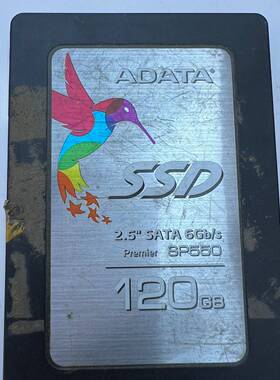 ADATA
SSD
2.5" SATA 6Gb/s
Premier SP550
120GB